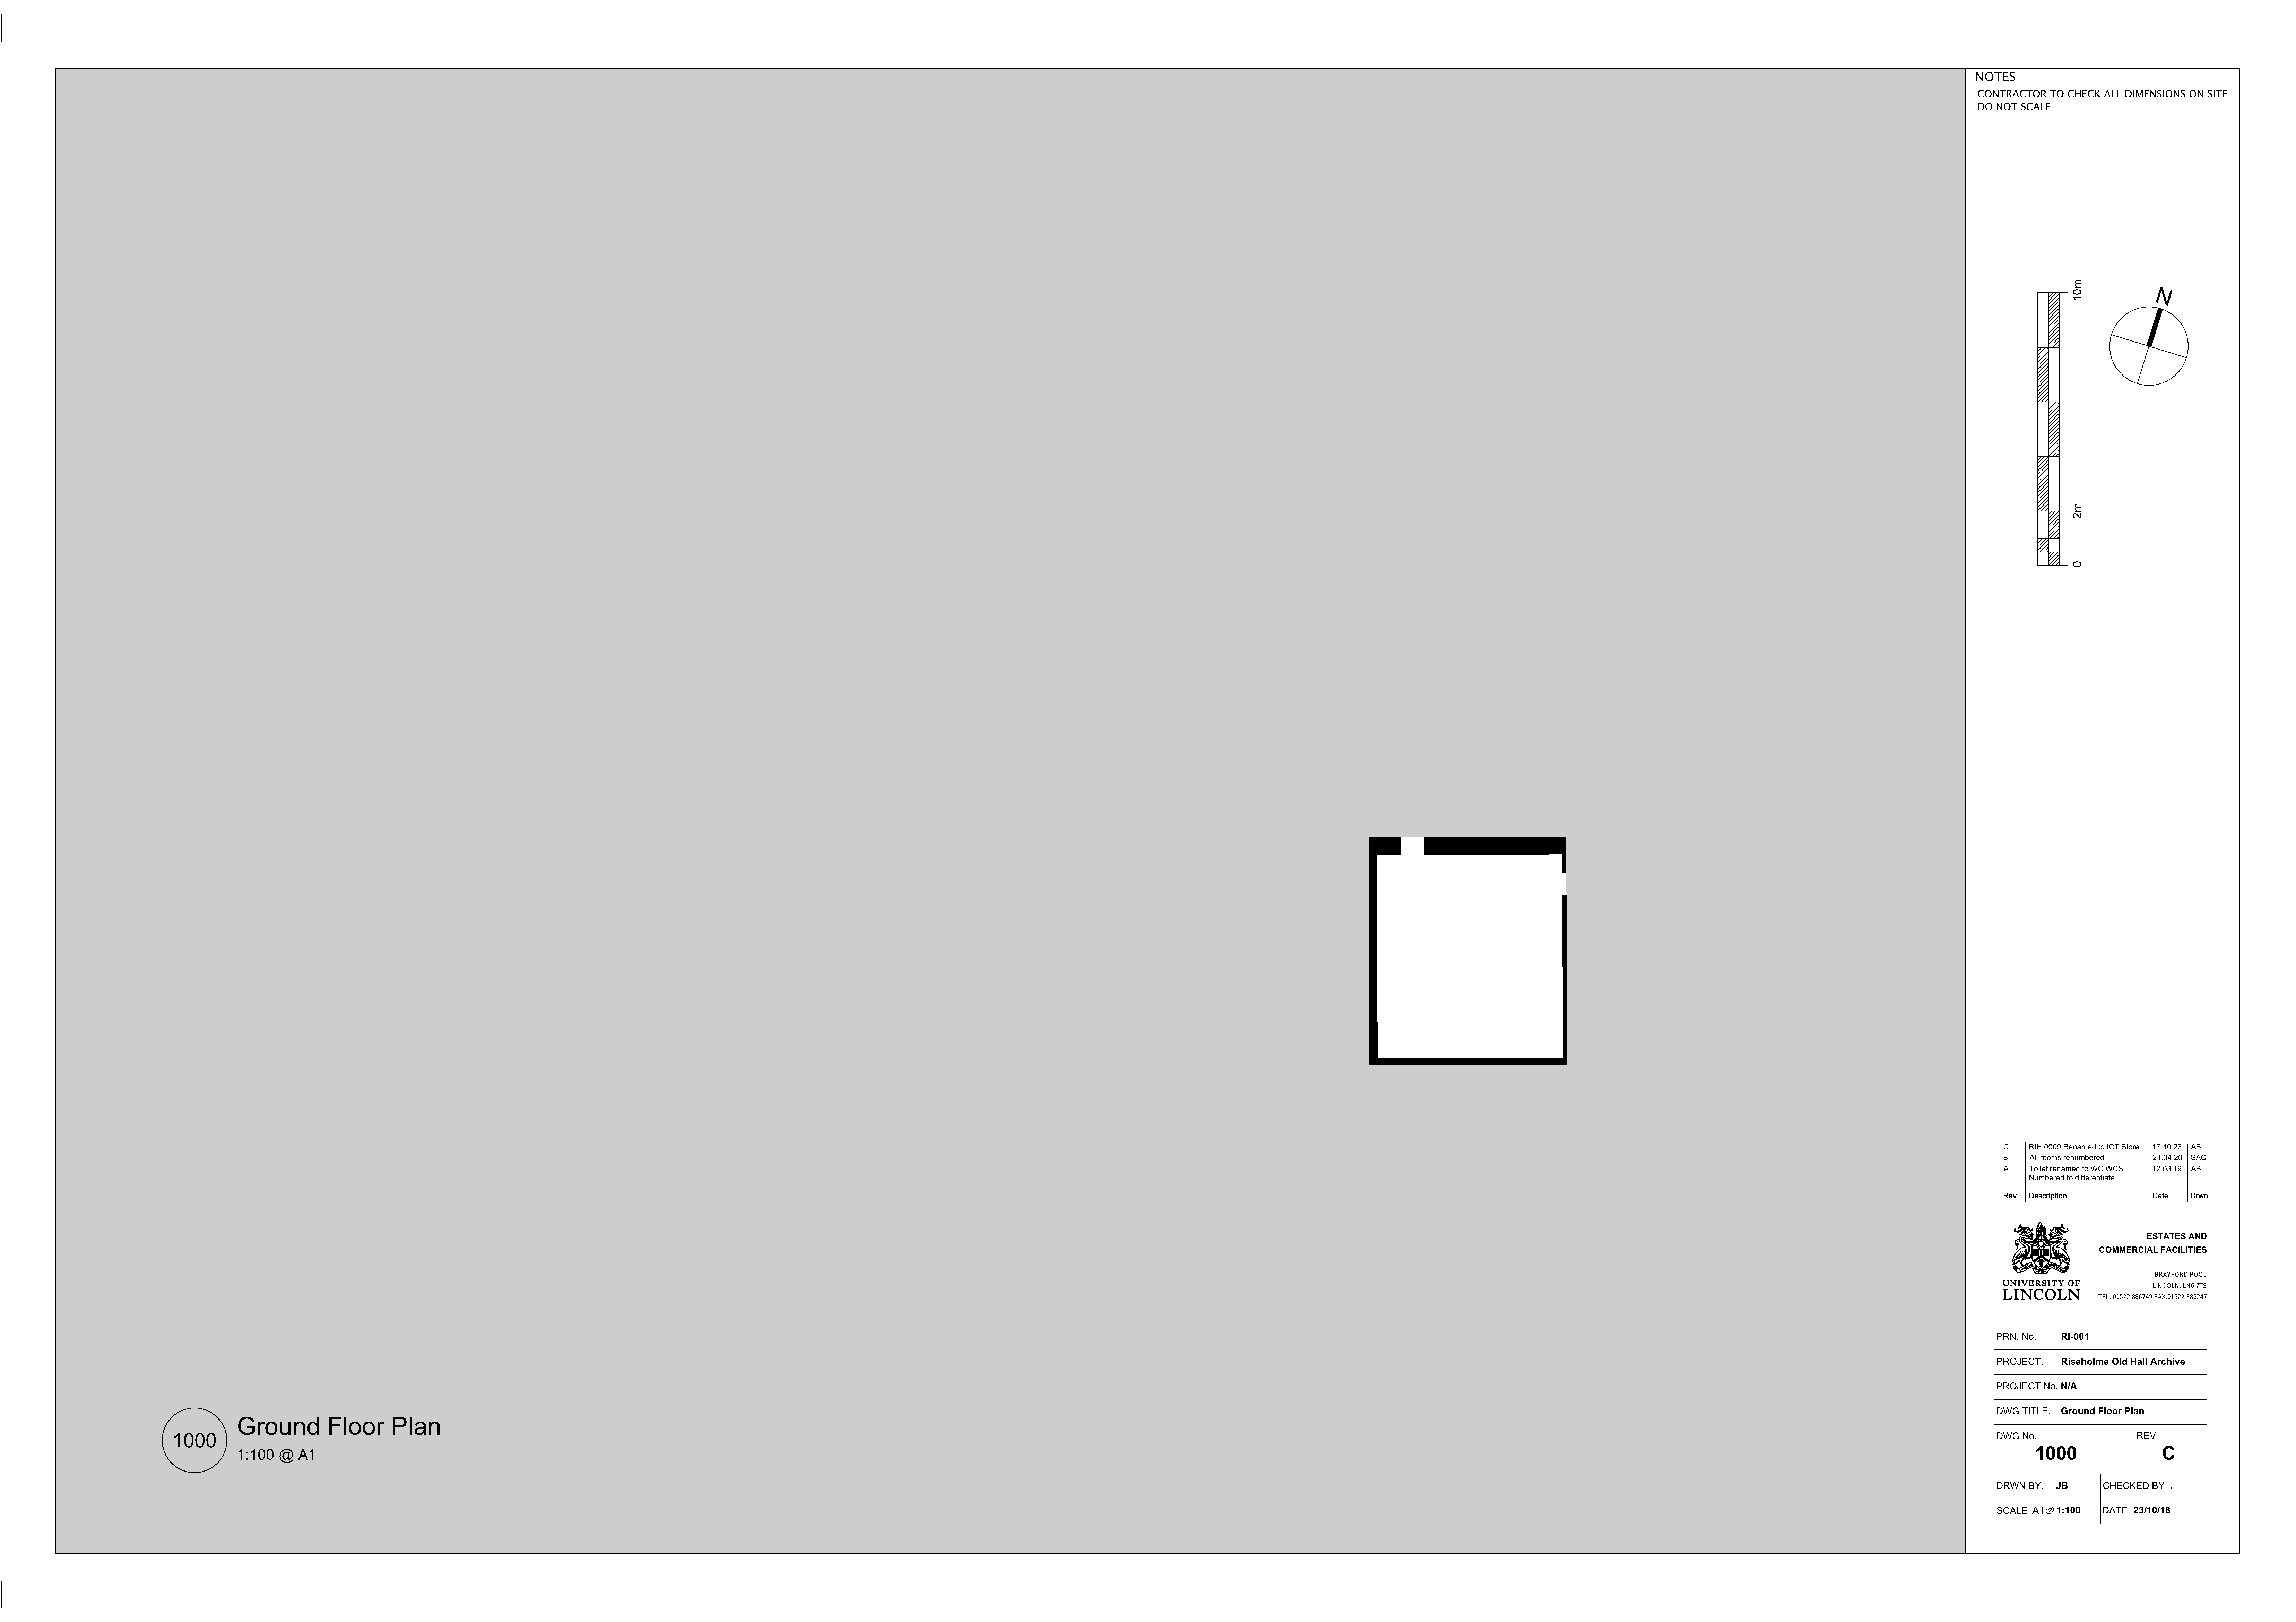 NOTES
CONTRACTOR TO CHECK ALL DIMENSIONS ON SITE
DO NOT SCALE
10m
N
2m
0
C RIH 0009 Renamed to ICT Store 17.10.23 AB
B All rooms renumbered 21.04.20 SAC
A Toilet renamed to WC.WCS 12.03.19 AB
Numbered to differentiate
Rev Description Date Drwn
ESTATES AND
COMMERCIAL FACILITIES
BRAYFORD POOL
LINCOLN, LN6 7TS
TEL: 01522 886749 FAX:01522 886247
UNIVERSITY OF
LINCOLN
PRN. No. RI-001
PROJECT. Riseholme Old Hall Archive
PROJECT No. N/A
DWG TITLE. Ground Floor Plan
DWG No. REV
1000 C
DRWN BY. JB CHECKED BY. .
SCALE. A1@ 1:100 DATE 23/10/18
1000
Ground Floor Plan
1:100 @ A1